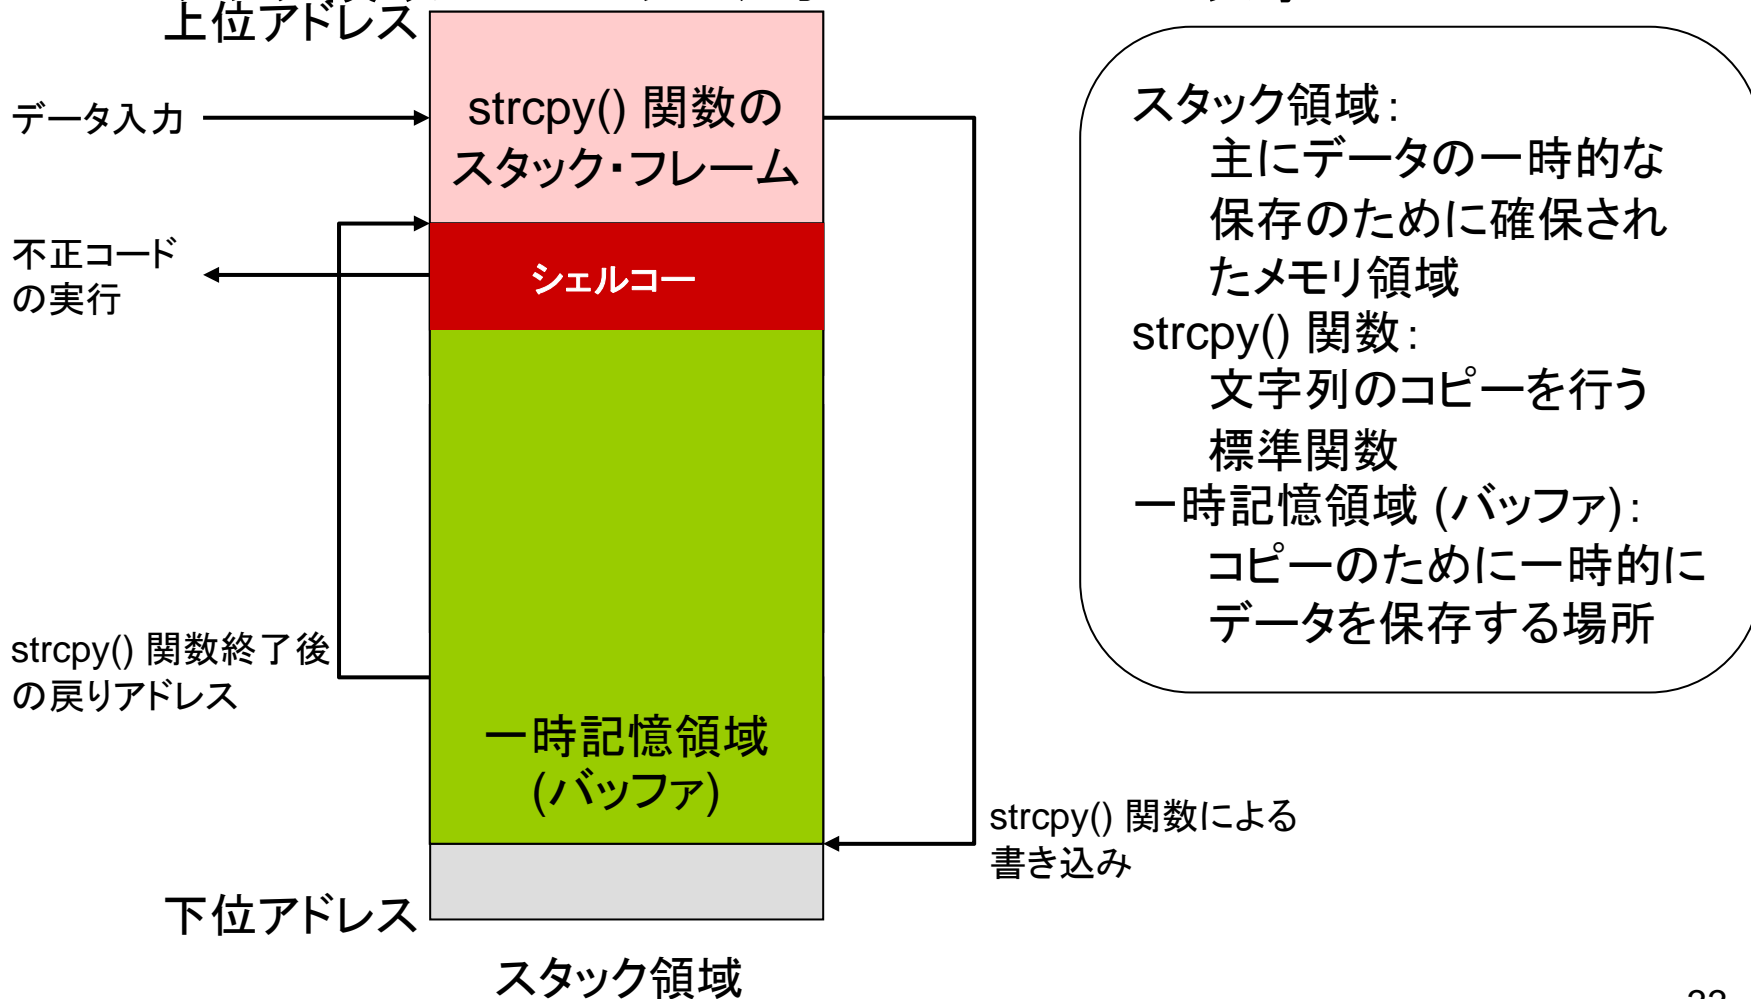 上位アドレス
データ入力
strcpy() 関数の
スタック・フレーム
不正コード
の実行
シェルコー
strcpy() 関数終了後
の戻りアドレス
一時記憶領域
(バッファ)
strcpy() 関数による
書き込み
下位アドレス
スタック領域
スタック領域：
主にデータの一時的な
保存のために確保され
たメモリ領域
strcpy() 関数：
文字列のコピーを行う
標準関数
一時記憶領域 (バッファ)：
コピーのために一時的に
データを保存する場所